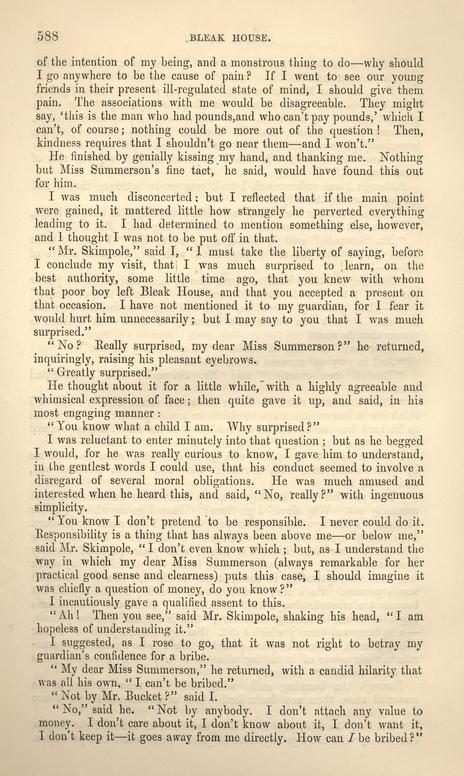 588
BLEAK HOUSE.
of the intention of my being, and a monstrous thing to do—why should
I go anywhere to be the cause of pain? If I went to see our young
friends in their present ill-regulated state of mind, I should give them
pain. The associations with me would be disagreeable. They might
say, ‘this is the man who had pounds,and who can’t pay pounds,’ which I
can’t, of course; nothing could be more out of the question! Then,
kindness requires that I shouldn’t go near them—and I won’t.”
He finished by genially kissing my hand, and thanking me. Nothing
but Miss Summerson’s fine tact, he said, would have found this out
for him.
I was much disconcerted; but I reflected that if the main point
were gained, it mattered little how strangely he perverted everything
leading to it. I had determined to mention something else, however,
and I thought I was not to be put off in that.
“Mr. Skimpole,” said I, “I must take the liberty of saying, before
I conclude my visit, that I was much surprised to learn, on the
best authority, some little time ago, that you knew with whom
that poor boy left Bleak House, and that you accepted a present on
that occasion. I have not mentioned it to my guardian, for I fear it
would hurt him unnecessarily; but I may say to you that I was much
surprised.”
“No? Really surprised, my dear Miss Summerson?” he returned,
inquiringly, raising his pleasant eyebrows.
“Greatly surprised.”
He thought about it for a little while, with a highly agreeable and
whimsical expression of face; then quite gave it up, and said, in his
most engaging manner:
“You know what a child I am. Why surprised?”
I was reluctant to enter minutely into that question; but as he begged
I would, for he was really curious to know, I gave him to understand,
in the gentlest words I could use, that his conduct seemed to involve a
disregard of several moral obligations. He was much amused and
interested when he heard this, and said, “No, really?” with ingenuous
simplicity.
“You know I don’t pretend to be responsible. I never could do it.
Responsibility is a thing that has always been above me—or below me,”
said Mr. Skimpole, “I don’t even know which; but, as I understand the
way in which my dear Miss Summerson (always remarkable for her
practical good sense and clearness) puts this case, I should imagine it
was chiefly a question of money, do you know?”
I incautiously gave a qualified assent to this.
“Ah! Then you see,” said Mr. Skimpole, shaking his head, “I am
hopeless of understanding it.”
I suggested, as I rose to go, that it was not right to betray my
guardian’s confidence for a bribe.
“My dear Miss Summerson,” he returned, with a candid hilarity that
was all his own, “I can’t be bribed.”
“Not by Mr. Bucket?” said I.
“No,” said he. “Not by anybody. I don’t attach any value to
money. I don’t care about it, I don’t know about it, I don’t want it,
I don’t keep it—it goes away from me directly. How can I be bribed?”